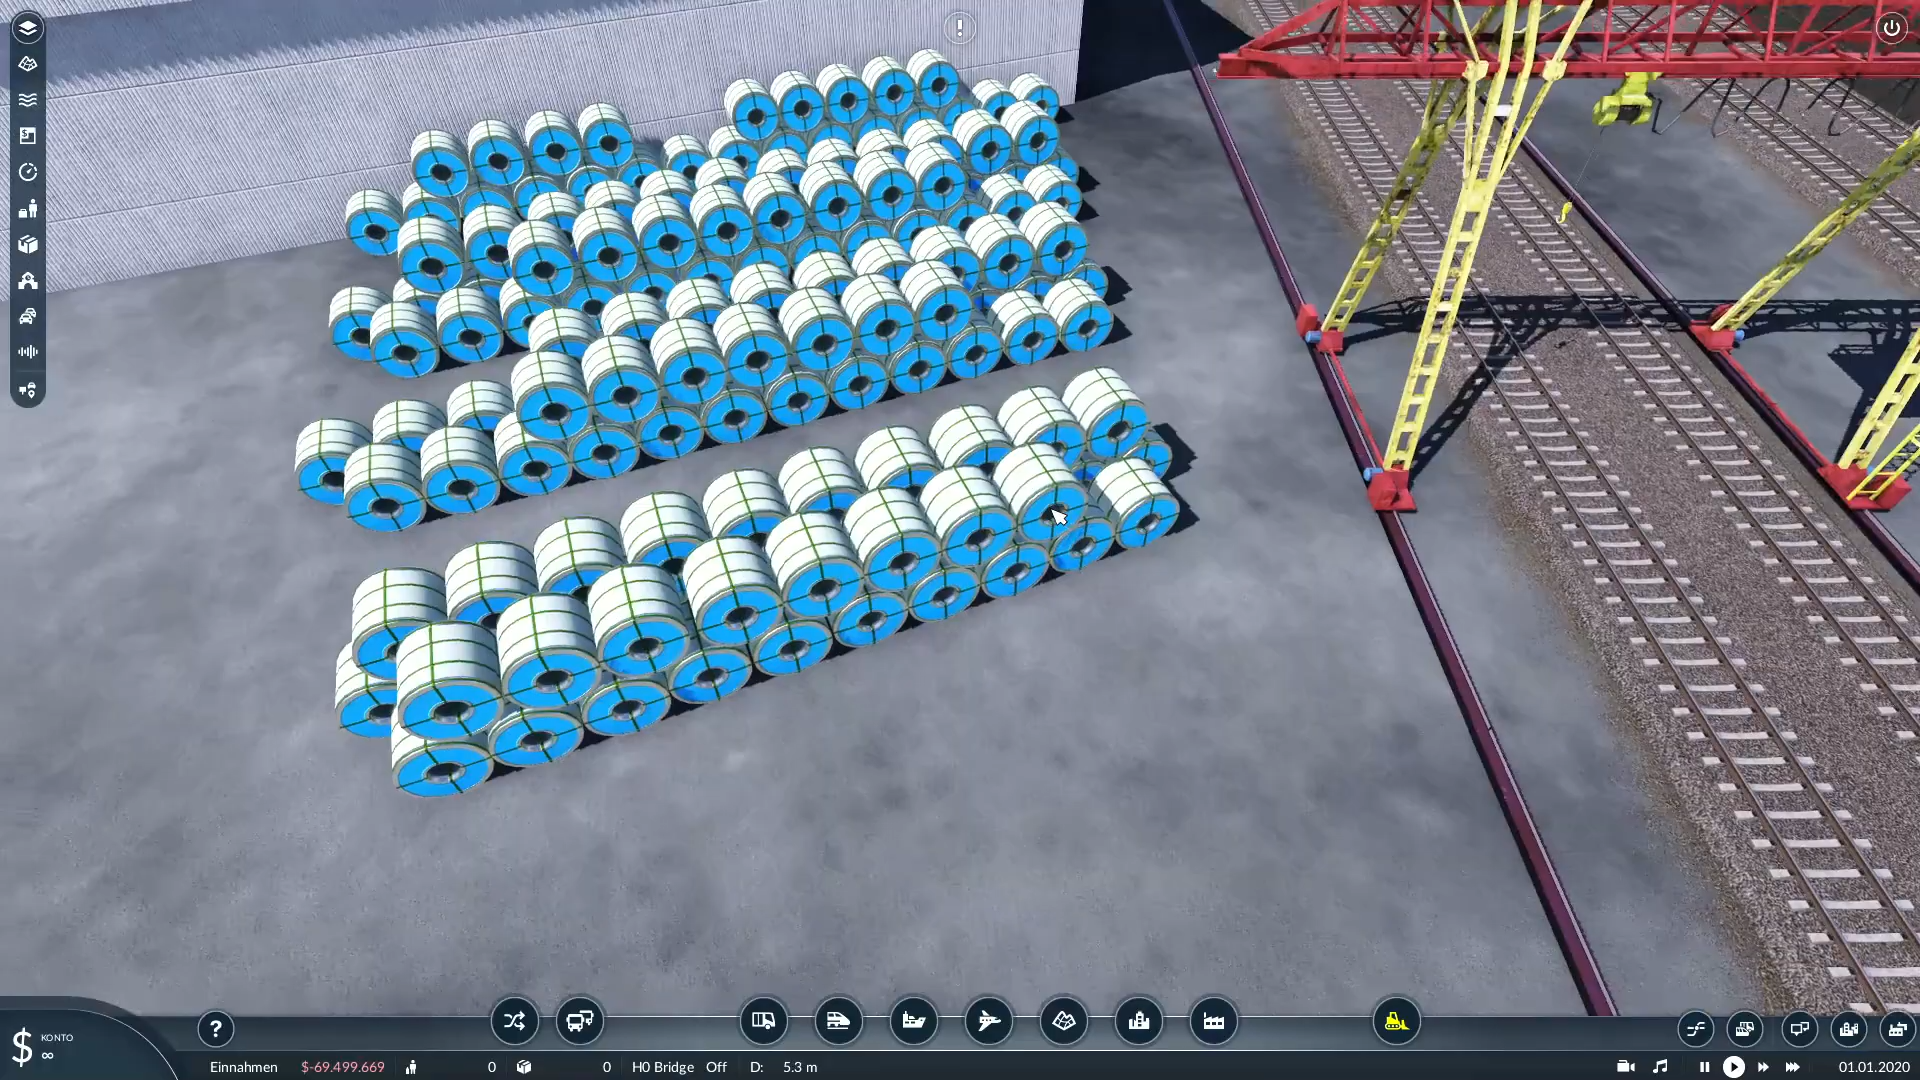 KONTO
∞
Einnahmen $-69.499.669 0 0 H0 Bridge Off D: 5.3 m
01.01.2020